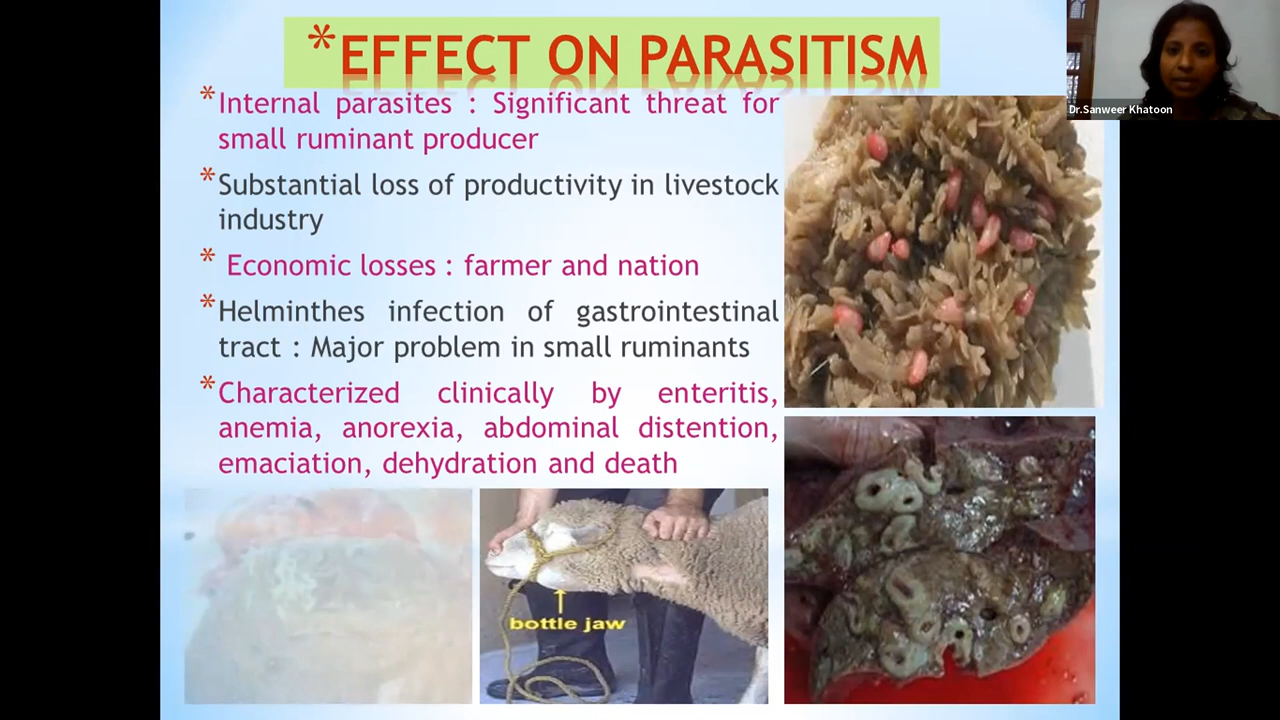 *EFFECT ON PARASITISM
Dr.Sanweer Khatoon
*Internal parasites : Significant threat for
small ruminant producer
*Substantial loss of productivity in livestock
industry
* Economic losses : farmer and nation
*Helminthes infection of gastrointestinal
tract : Major problem in small ruminants
*Characterized clinically by enteritis,
anemia, anorexia, abdominal distention,
emaciation, dehydration and death
bottle jaw